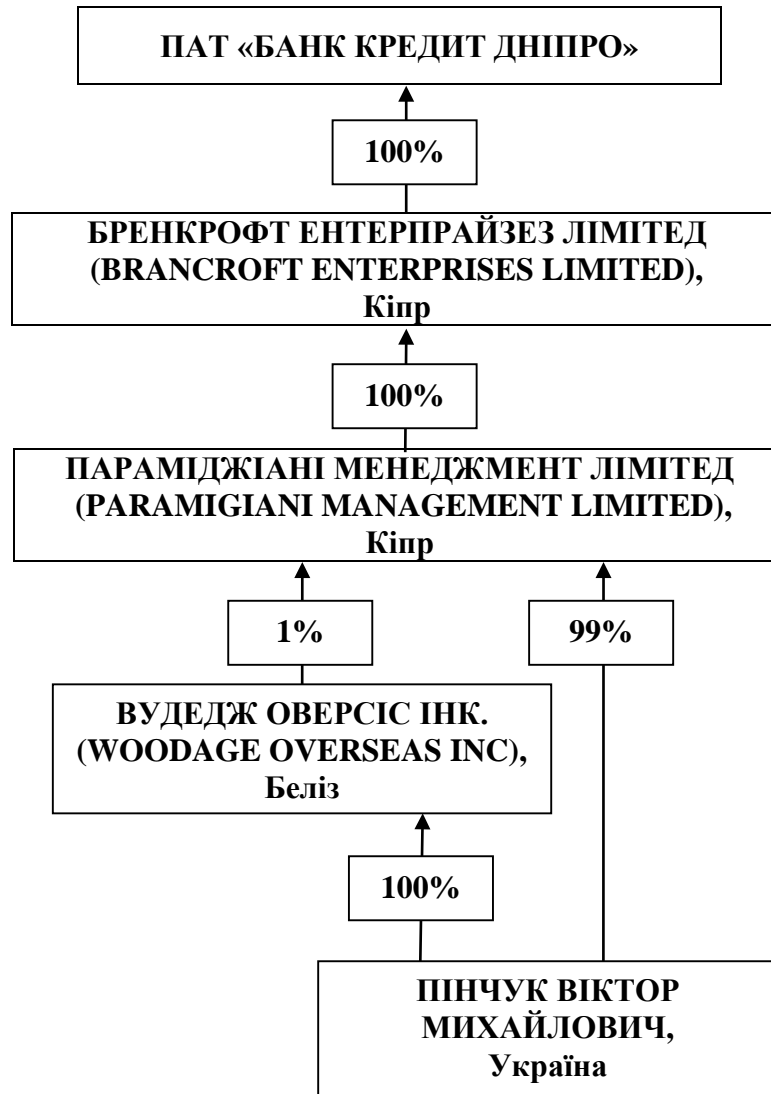 ПАТ «БАНК КРЕДИТ ДНІПРО»
100%
БРЕНКРОФТ ЕНТЕРПРАЙЗЕЗ ЛІМІТЕД
(BRANCROFT ENTERPRISES LIMITED),
Кіпр
100%
ПАРАМІДЖІАНІ МЕНЕДЖМЕНТ ЛІМІТЕД
(PARAMIGIANI MANAGEMENT LIMITED),
Кіпр
1%
99%
ВУДЕДЖ ОВЕРСІС ІНК.
(WOODAGE OVERSEAS INC),
Беліз
100%
ПІНЧУК ВІКТОР
МИХАЙЛОВИЧ,
Україна